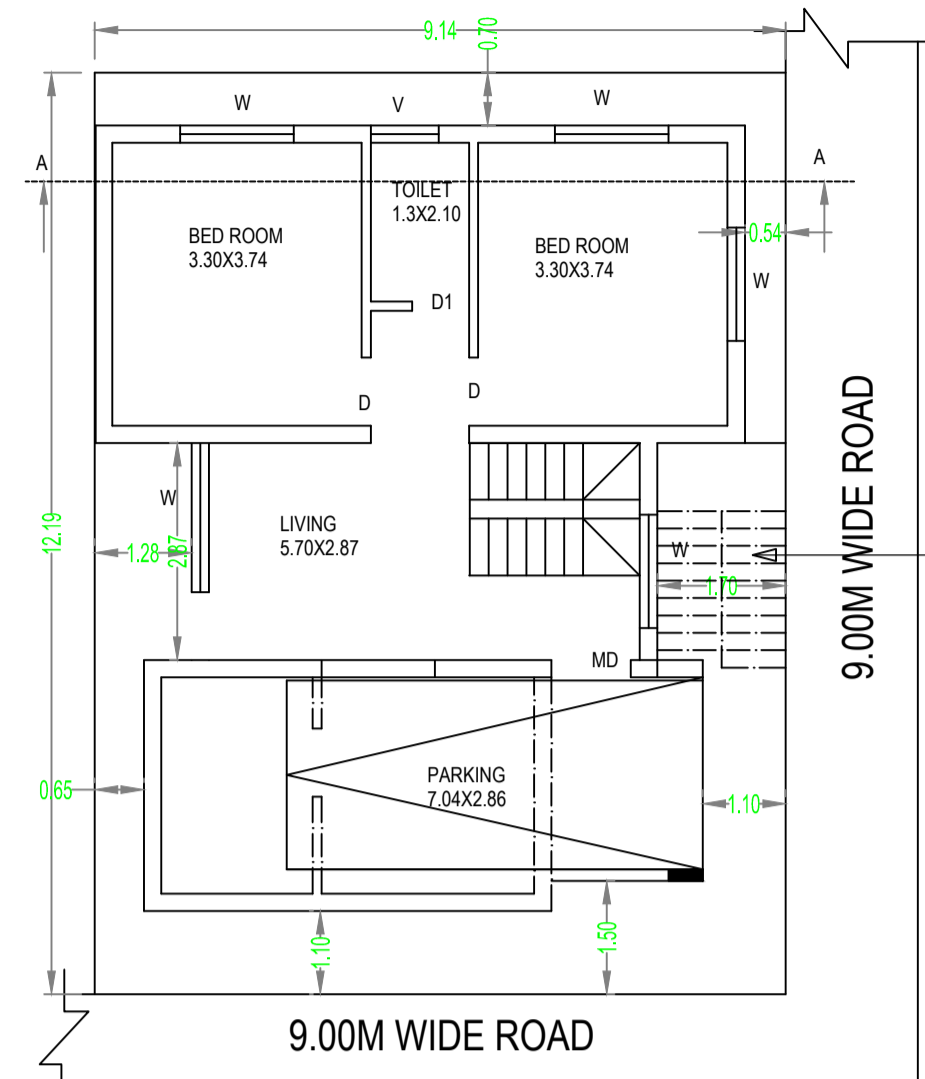 9.14
0.70
W
V
W
A
A
TOILET
1.3X2.10
BED ROOM
3.30X3.74
BED ROOM
3.30X3.74
0.54
W
D1
D
D
12.19
W
LIVING
5.70X2.87
1.28
2.87
W
1.70
9.00M WIDE ROAD
MD
PARKING
7.04X2.86
0.65
1.10
1.10
1.50
9.00M WIDE ROAD